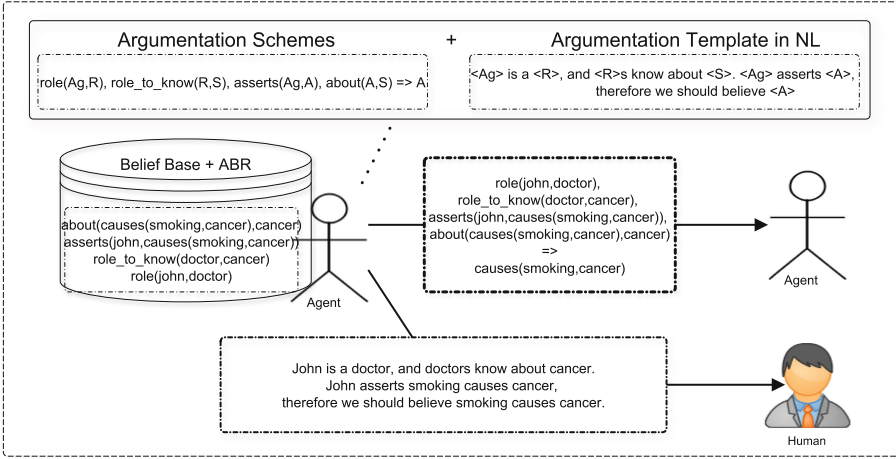 Argumentation Schemes + Argumentation Template in NL
role(Ag,R), role_to_know(R,S), asserts(Ag,A), about(A,S) => A
<Ag> is a <R>, and <R>s know about <S>. <Ag> asserts <A>,
therefore we should believe <A>
Belief Base + ABR
about(causes(smoking,cancer),cancer)
asserts(john,causes(smoking,cancer))
role_to_know(doctor,cancer)
role(john,doctor)
Agent
role(john,doctor),
role_to_know(doctor,cancer),
asserts(john,causes(smoking,cancer)),
about(causes(smoking,cancer),cancer)
=>
causes(smoking,cancer)
Agent
John is a doctor, and doctors know about cancer.
John asserts smoking causes cancer,
therefore we should believe smoking causes cancer.
Human